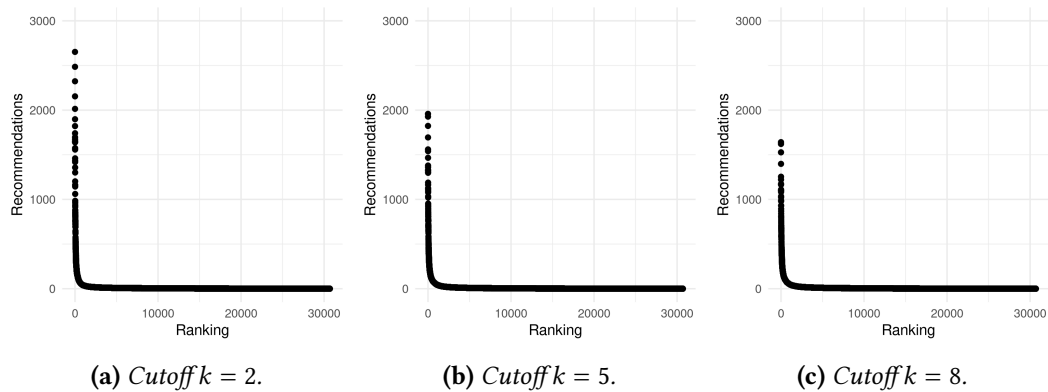 3000
2000
1000
0
Recommendations
0 10000 20000 30000
Ranking
(a) Cutoff k = 2.
3000
2000
1000
0
Recommendations
0 10000 20000 30000
Ranking
(b) Cutoff k = 5.
3000
2000
1000
0
Recommendations
0 10000 20000 30000
Ranking
(c) Cutoff k = 8.